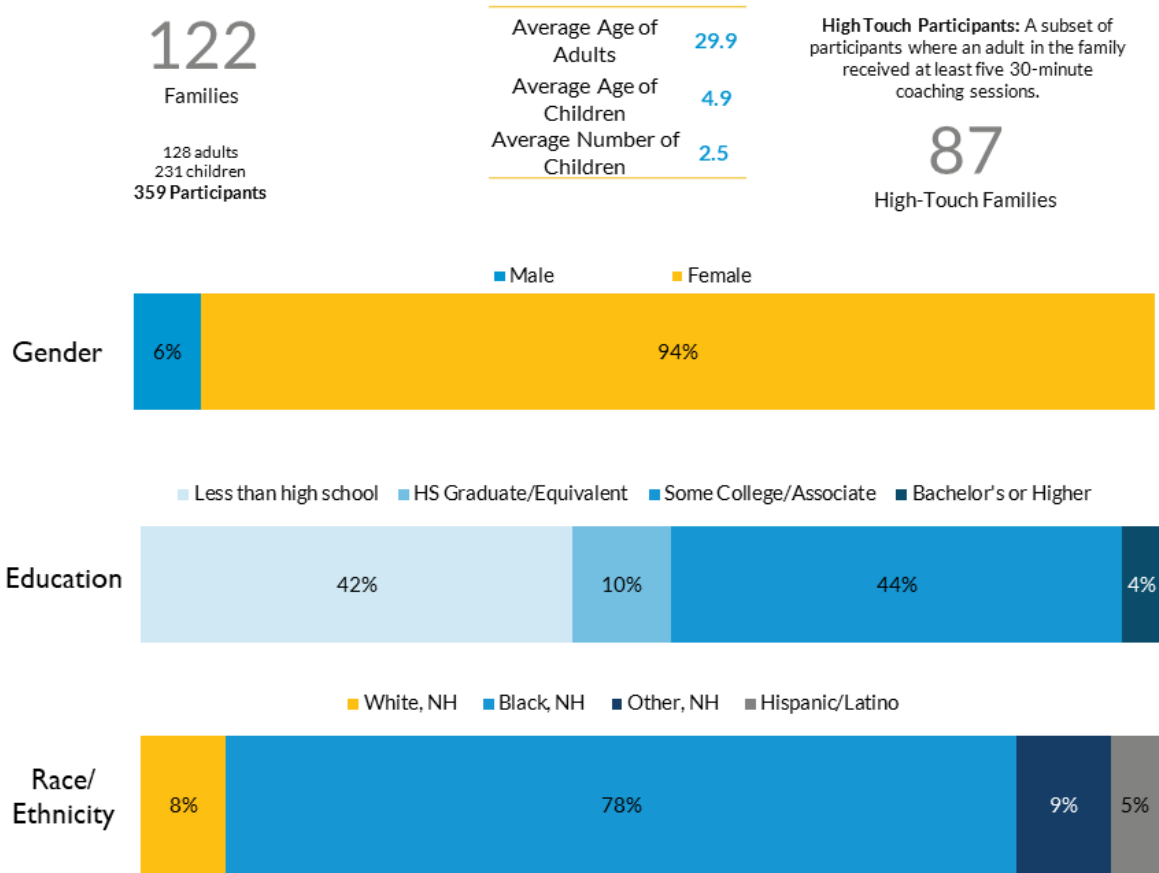 122
Families
128 adults
231 children
359 Participants
Average Age of
Adults
29.9
Average Age of
Children
4.9
Average Number of
Children
2.5
High Touch Participants: A subset of
participants where an adult in the family
received at least five 30-minute
coaching sessions.
87
High-Touch Families
Male Female
Gender
6% 94%
Less than high school HS Graduate/Equivalent Some College/Associate Bachelor's or Higher
Education
42% 10% 44% 4%
White, NH Black, NH Other, NH Hispanic/Latino
Race/
Ethnicity
8% 78% 9% 5%